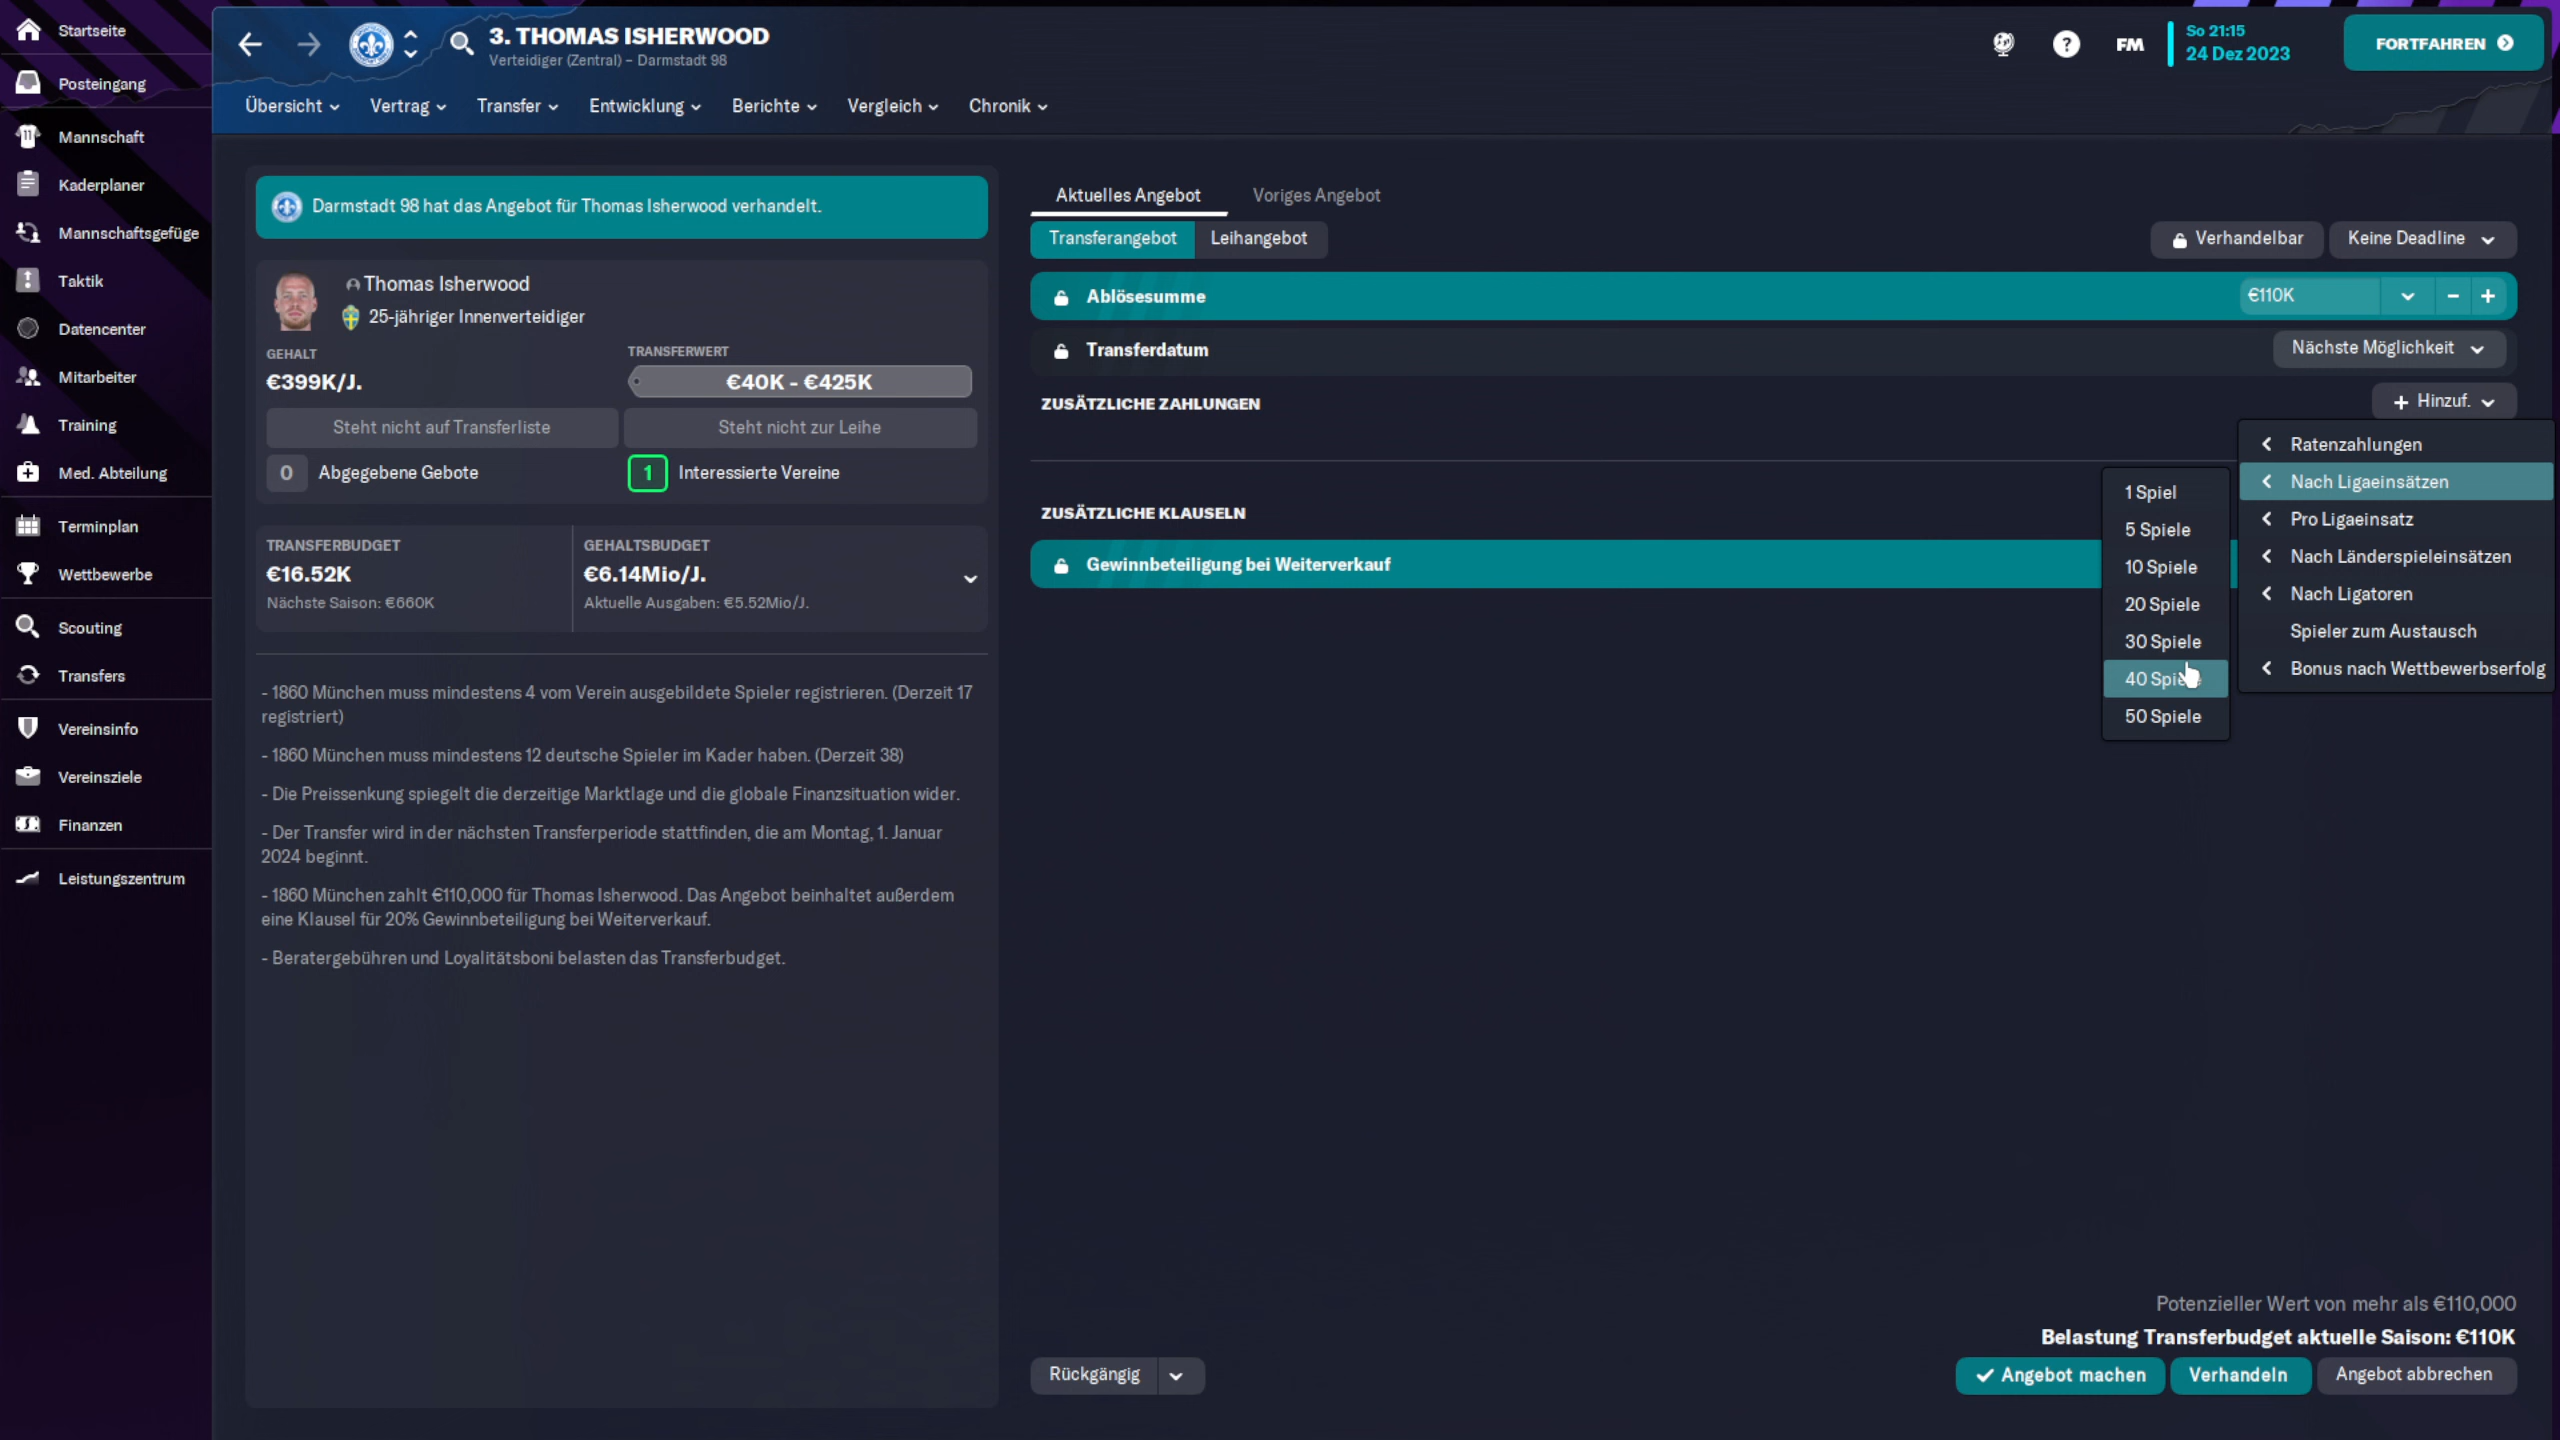 Startseite
Posteingang
Mannschaft
Kaderplaner
Mannschaftsgefüge
Taktik
Datencenter
Mitarbeiter
Training
Med. Abteilung
Terminplan
Wettbewerbe
Scouting
Transfers
Vereinsinfo
Vereinsziele
Finanzen
Leistungszentrum
3. THOMAS ISHERWOOD
Verteidiger (Zentral) – Darmstadt 98
FM
So 21:15
24 Dez 2023
FORTFAHREN
Übersicht Vertrag Transfer Entwicklung Berichte Vergleich Chronik
Darmstadt 98 hat das Angebot für Thomas Isherwood verhandelt.
Thomas Isherwood
25-jähriger Innenverteidiger
GEHALT TRANSFERWERT
€399K/J. €40K - €425K
Steht nicht auf Transferliste Steht nicht zur Leihe
0 Abgegebene Gebote 1 Interessierte Vereine
TRANSFERBUDGET GEHALTSBUDGET
€16.52K €6.14Mio/J.
Nächste Saison: €660K Aktuelle Ausgaben: €5.52Mio/J.
- 1860 München muss mindestens 4 vom Verein ausgebildete Spieler registrieren. (Derzeit 17
registriert)
- 1860 München muss mindestens 12 deutsche Spieler im Kader haben. (Derzeit 38)
- Die Preissenkung spiegelt die derzeitige Marktlage und die globale Finanzsituation wider.
- Der Transfer wird in der nächsten Transferperiode stattfinden, die am Montag, 1. Januar
2024 beginnt.
- 1860 München zahlt €110,000 für Thomas Isherwood. Das Angebot beinhaltet außerdem
eine Klausel für 20% Gewinnbeteiligung bei Weiterverkauf.
- Beratergebühren und Loyalitätsboni belasten das Transferbudget.
Aktuelles Angebot Voriges Angebot
Transferangebot Leihangebot Verhandelbar Keine Deadline
Ablösesumme €110K - +
Transferdatum Nächste Möglichkeit
ZUSÄTZLICHE ZAHLUNGEN + Hinzuf.
Ratenzahlungen
Nach Ligaeinsätzen
Pro Ligaeinsatz
Nach Länderspieleinsätzen
Nach Ligatoren
Spieler zum Austausch
Bonus nach Wettbewerbserfolg
1 Spiel
5 Spiele
10 Spiele
20 Spiele
30 Spiele
40 Spiele
50 Spiele
ZUSÄTZLICHE KLAUSELN
Gewinnbeteiligung bei Weiterverkauf
Potenzieller Wert von mehr als €110,000
Belastung Transferbudget aktuelle Saison: €110K
Rückgängig Angebot machen Verhandeln Angebot abbrechen